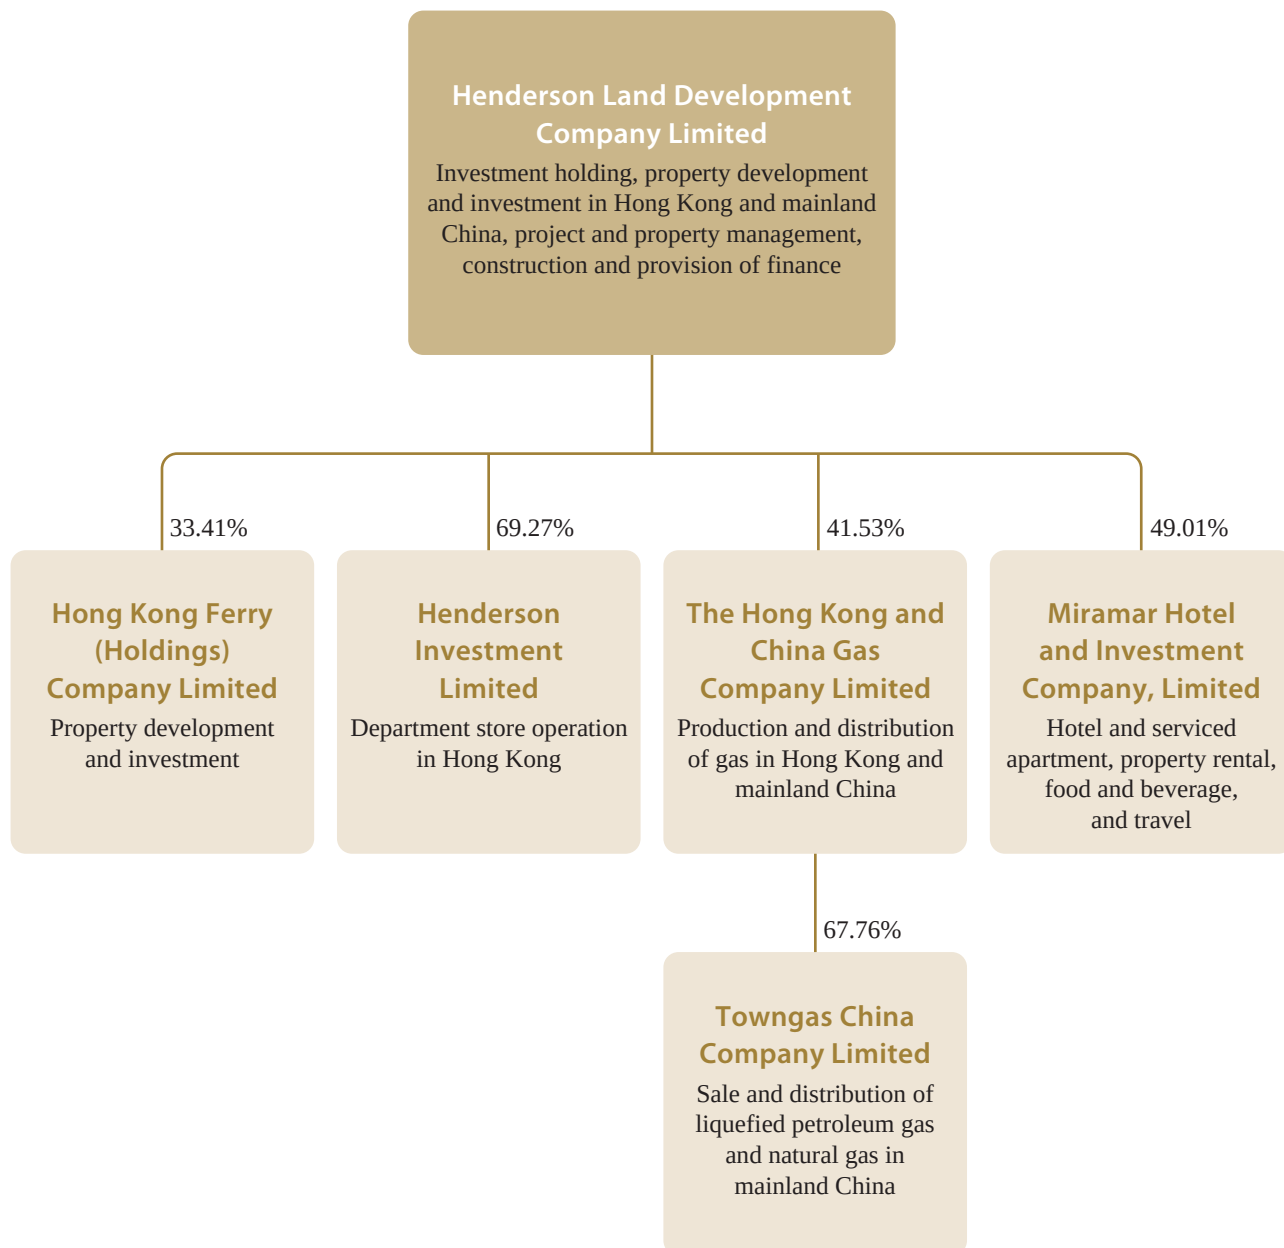 Henderson Land Development
Company Limited
Investment holding, property development
and investment in Hong Kong and mainland
China, project and property management,
construction and provision of finance
33.41%
69.27%
41.53%
49.01%
Hong Kong Ferry
(Holdings)
Company Limited
Property development
and investment
Henderson
Investment
Limited
Department store operation
in Hong Kong
The Hong Kong and
China Gas
Company Limited
Production and distribution
of gas in Hong Kong and
mainland China
Miramar Hotel
and Investment
Company, Limited
Hotel and serviced
apartment, property rental,
food and beverage,
and travel
67.76%
Towngas China
Company Limited
Sale and distribution of
liquefied petroleum gas
and natural gas in
mainland China